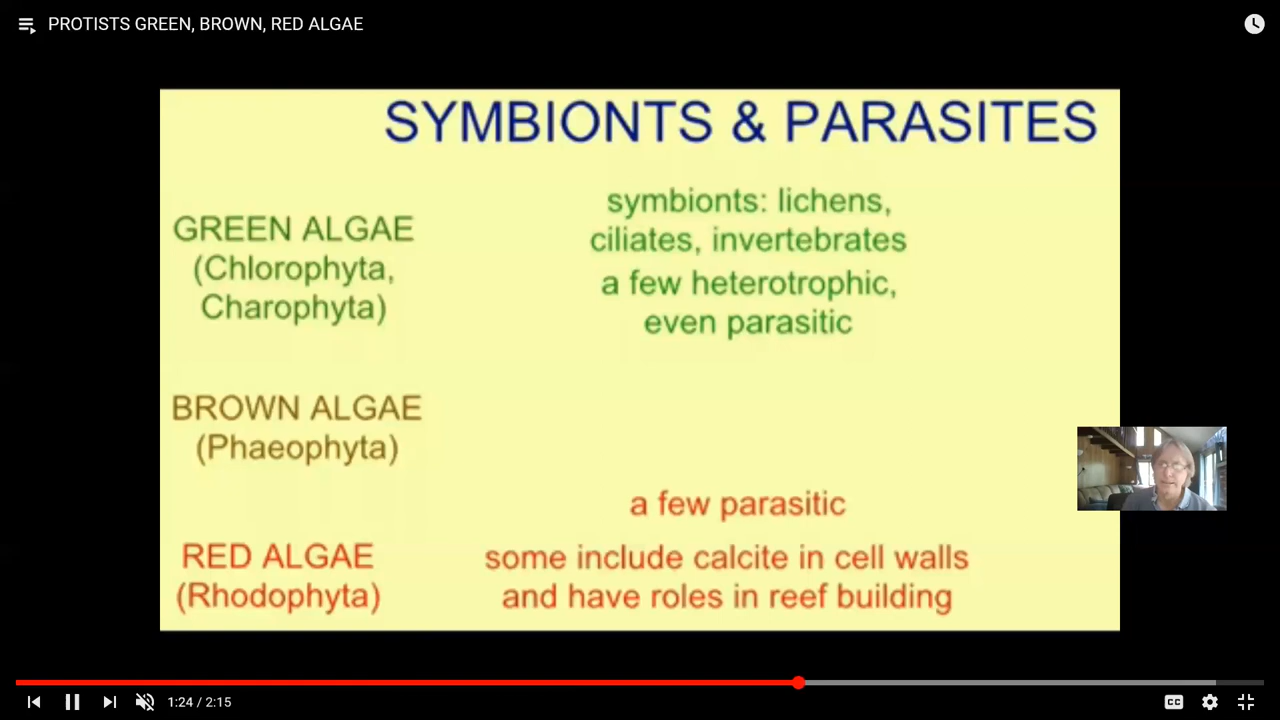 PROTISTS GREEN, BROWN, RED ALGAE
SYMBIONTS & PARASITES
GREEN ALGAE
(Chlorophyta,
Charophyta)
symbionts: lichens,
ciliates, invertebrates
a few heterotrophic,
even parasitic
BROWN ALGAE
(Phaeophyta)
a few parasitic
RED ALGAE
(Rhodophyta)
some include calcite in cell walls
and have roles in reef building
1:24 / 2:15
CC